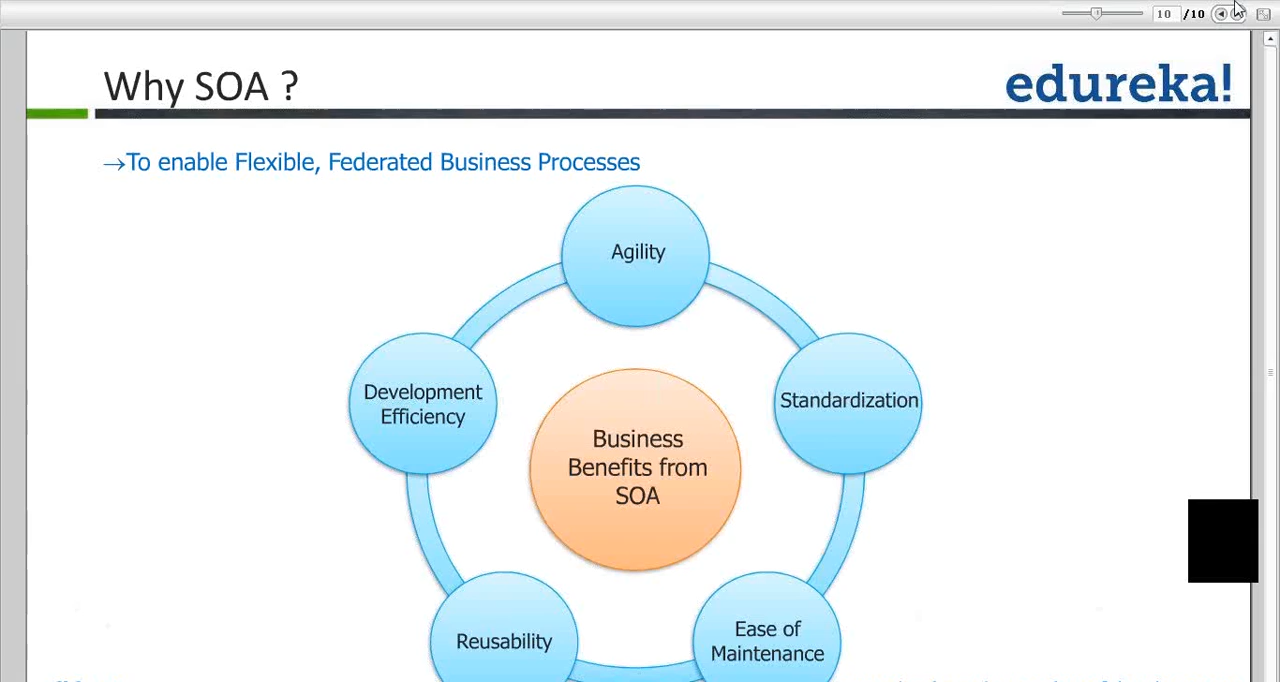 10 /10
Why SOA ?
edureka!
→To enable Flexible, Federated Business Processes
Agility
Development
Efficiency
Standardization
Business
Benefits from
SOA
Reusability
Ease of
Maintenance